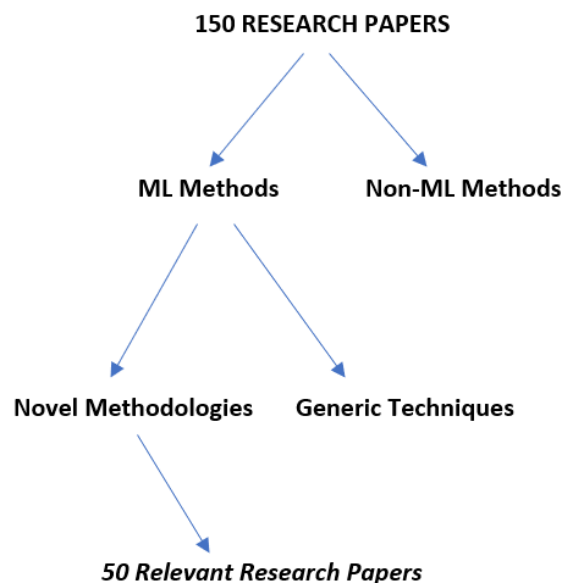 150 RESEARCH PAPERS
ML Methods
Non-ML Methods
Novel Methodologies
Generic Techniques
50 Relevant Research Papers